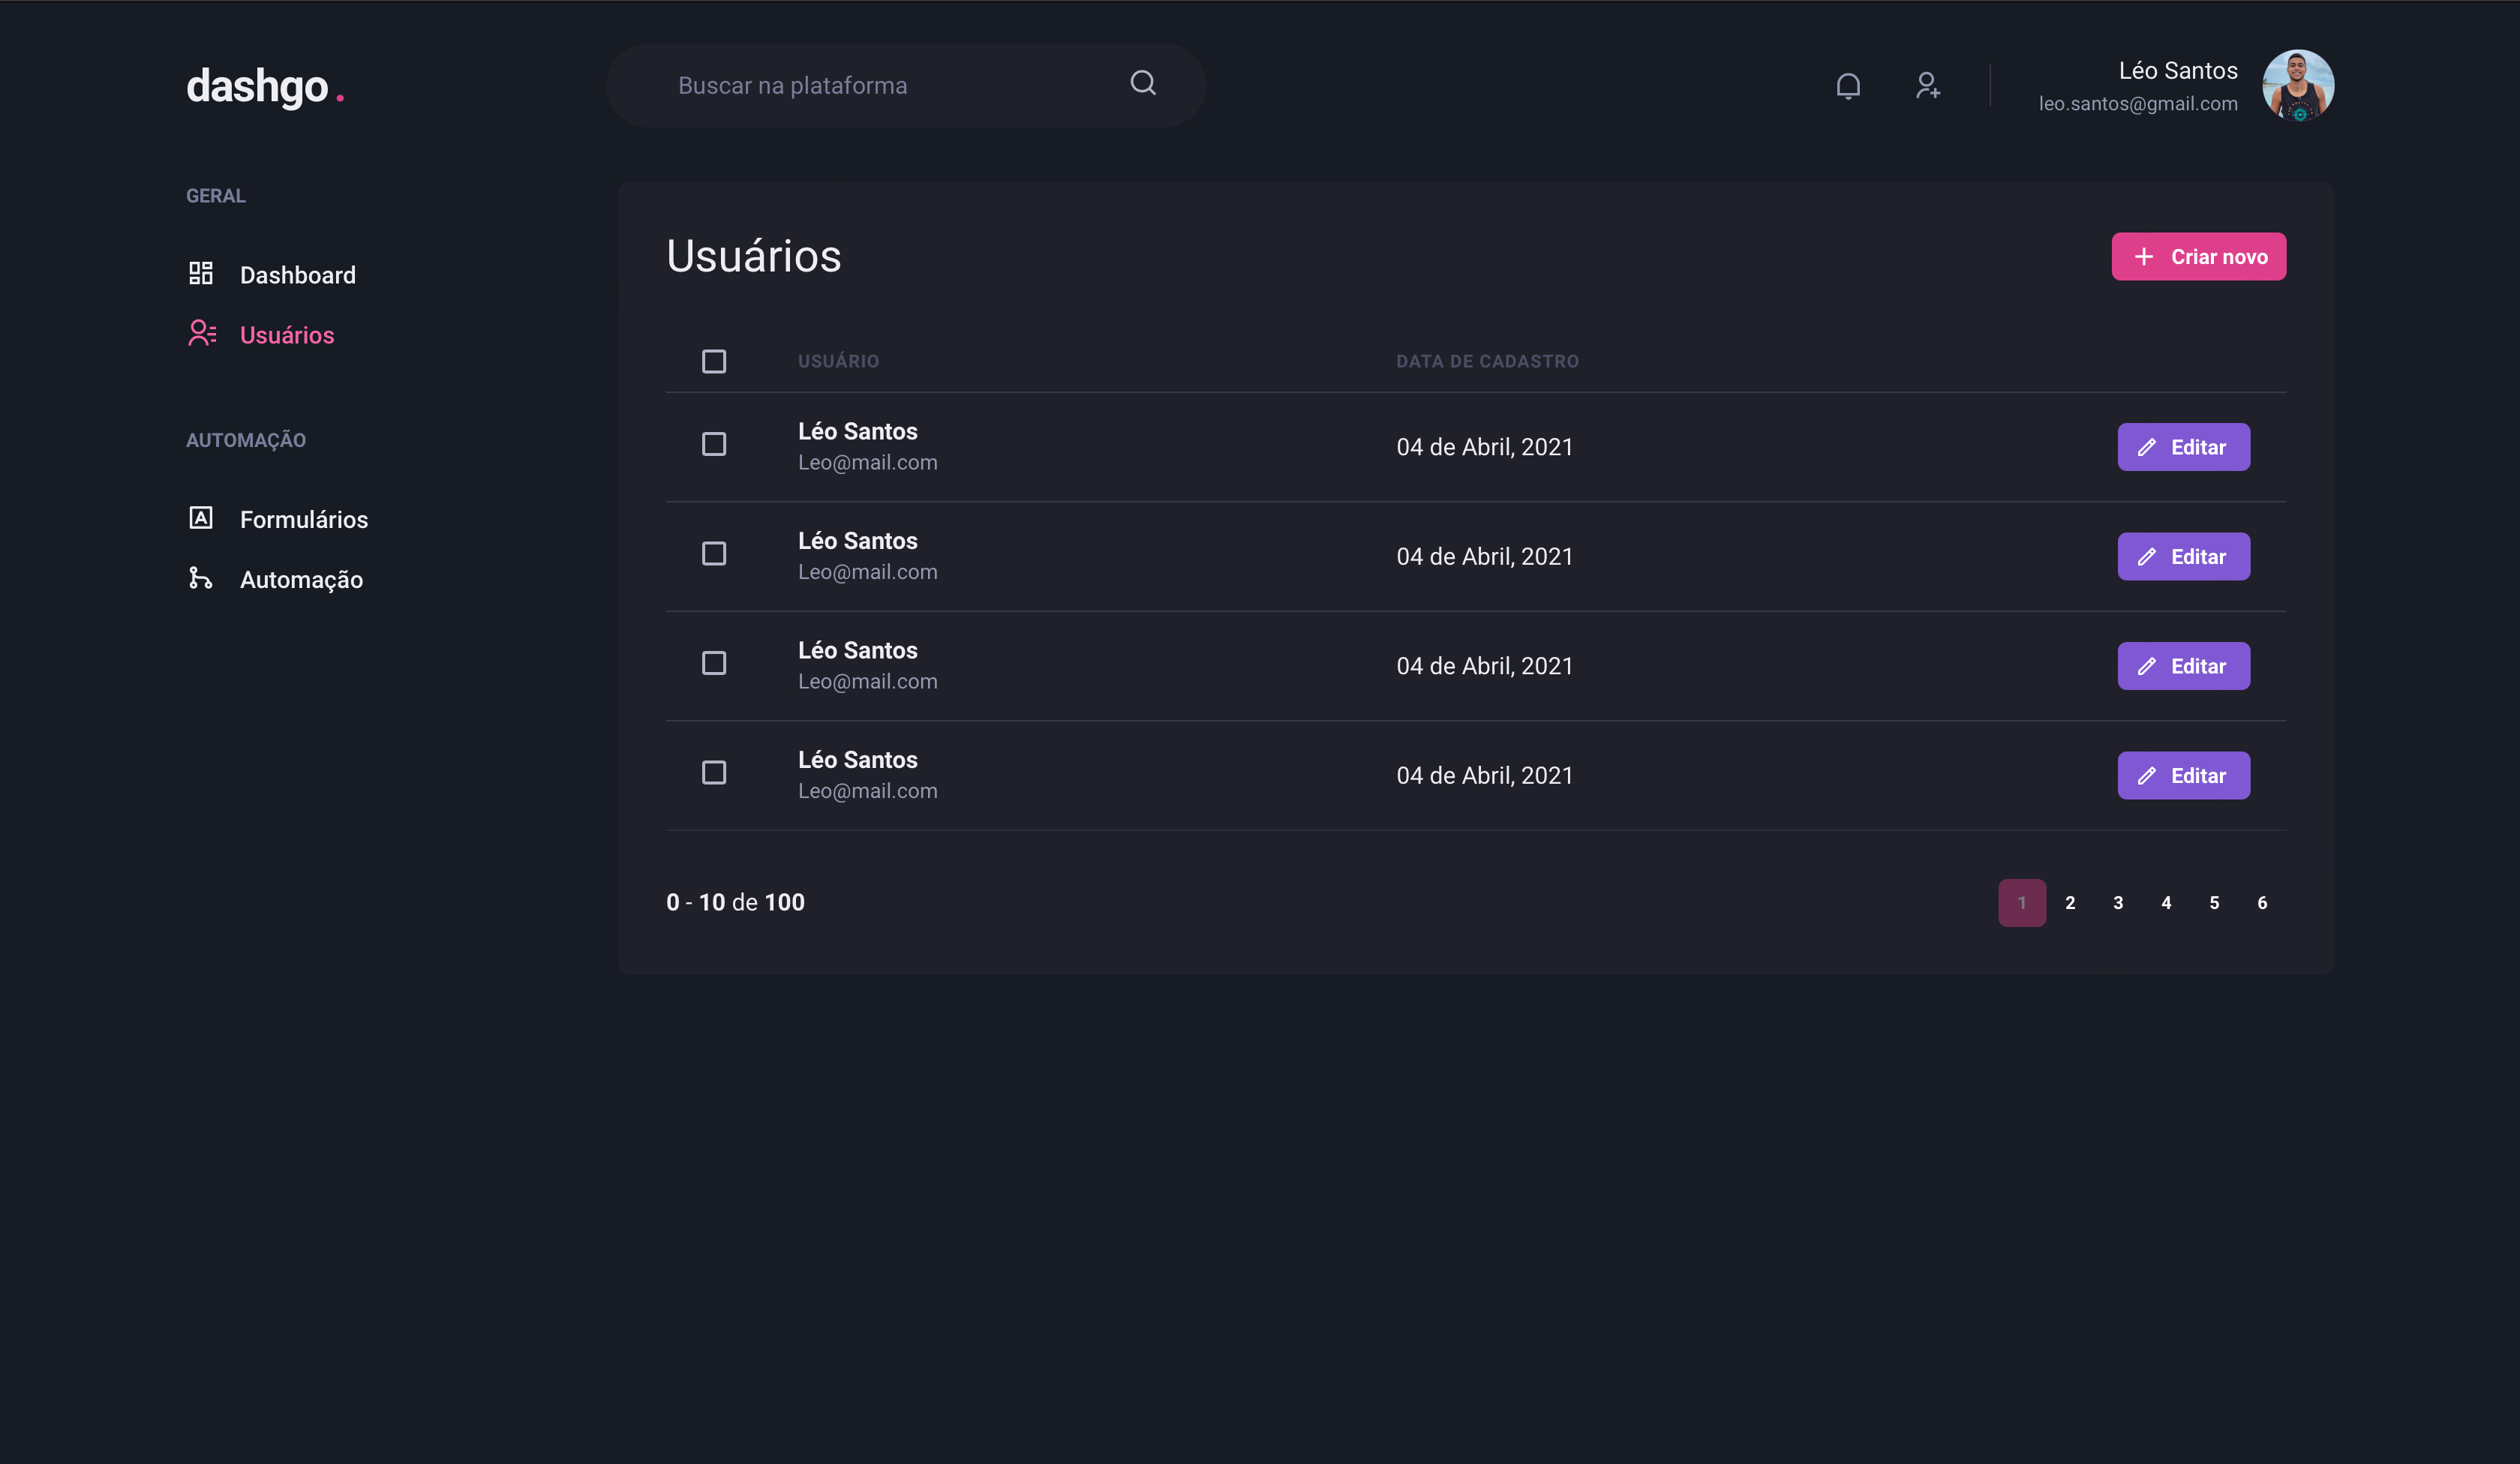 dashgo.
Buscar na plataforma
Léo Santos
leo.santos@gmail.com
GERAL
Dashboard
Usuários
AUTOMAÇÃO
Formulários
Automação
Usuários
Criar novo
USUÁRIO DATA DE CADASTRO
Léo Santos
Leo@mail.com
04 de Abril, 2021
Editar
Léo Santos
Leo@mail.com
04 de Abril, 2021
Editar
Léo Santos
Leo@mail.com
04 de Abril, 2021
Editar
Léo Santos
Leo@mail.com
04 de Abril, 2021
Editar
0 - 10 de 100
1 2 3 4 5 6